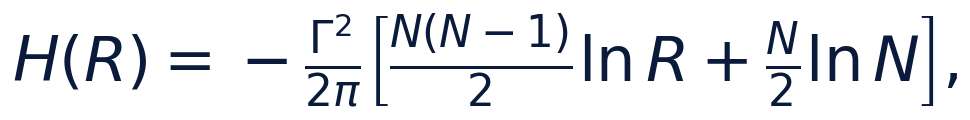 H(R) = − Γ²/2π [N(N − 1)/2 ln R + N/2 ln N],